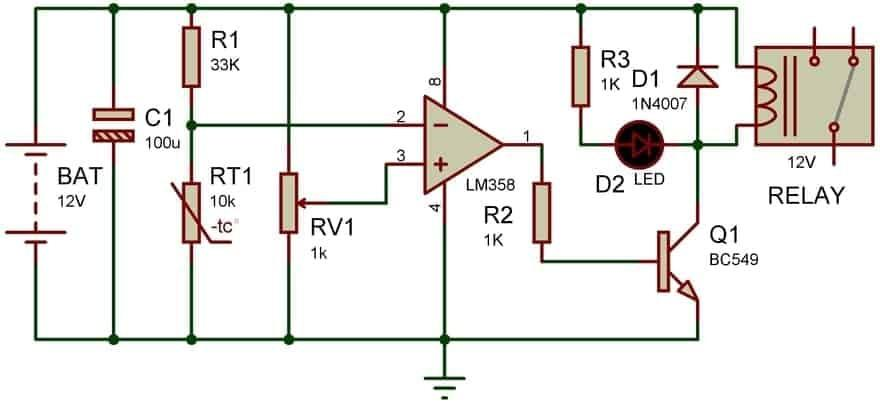 BAT
12V
C1
100u
R1
33K
RT1
10k
-tc°
RV1
1k
2
3
8
4
1
LM358
R2
1K
R3
1K
D1
1N4007
D2
LED
Q1
BC549
12V
RELAY